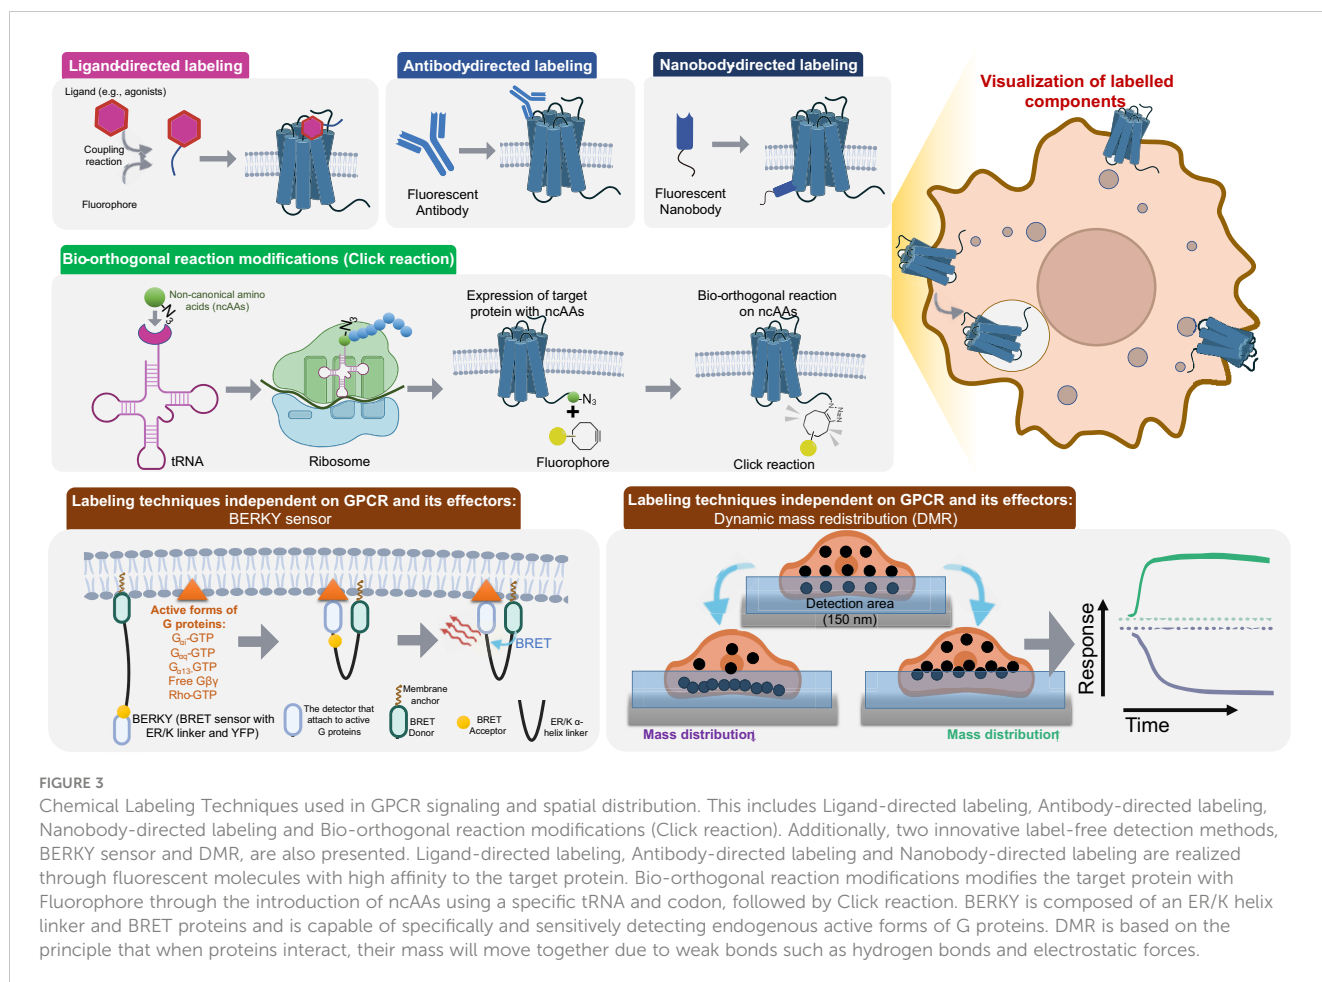 Ligand-directed labeling
Ligand (e.g., agonists)
Coupling
reaction
Fluorophore
Antibody-directed labeling
Fluorescent
Antibody
Nanobody-directed labeling
Fluorescent
Nanobody
Visualization of labelled
components
Bio-orthogonal reaction modifications (Click reaction)
Non-canonical amino
acids (ncAAs)
N3
tRNA
-N3
Ribosome
Expression of target
protein with ncAAs
-N3
+
Fluorophore
Bio-orthogonal reaction
on ncAAs
Click reaction
Labeling techniques independent on GPCR and its effectors:
BERKY sensor
Active forms of
G proteins:
Gαi-GTP
Gαq-GTP
Gα13-GTP
Free Gβγ
Rho-GTP
BRET
BERKY (BRET sensor with
ER/K linker and YFP)
The detector that
attach to active
G proteins
Membrane
anchor
BRET
Donor
BRET
Acceptor
ER/K α-
helix linker
Labeling techniques independent on GPCR and its effectors:
Dynamic mass redistribution (DMR)
Detection area
(150 nm)
Mass distribution↓
Mass distribution↑
Response
Time
FIGURE 3
Chemical Labeling Techniques used in GPCR signaling and spatial distribution. This includes Ligand-directed labeling, Antibody-directed labeling,
Nanobody-directed labeling and Bio-orthogonal reaction modifications (Click reaction). Additionally, two innovative label-free detection methods,
BERKY sensor and DMR, are also presented. Ligand-directed labeling, Antibody-directed labeling and Nanobody-directed labeling are realized
through fluorescent molecules with high affinity to the target protein. Bio-orthogonal reaction modifications modifies the target protein with
Fluorophore through the introduction of ncAAs using a specific tRNA and codon, followed by Click reaction. BERKY is composed of an ER/K helix
linker and BRET proteins and is capable of specifically and sensitively detecting endogenous active forms of G proteins. DMR is based on the
principle that when proteins interact, their mass will move together due to weak bonds such as hydrogen bonds and electrostatic forces.